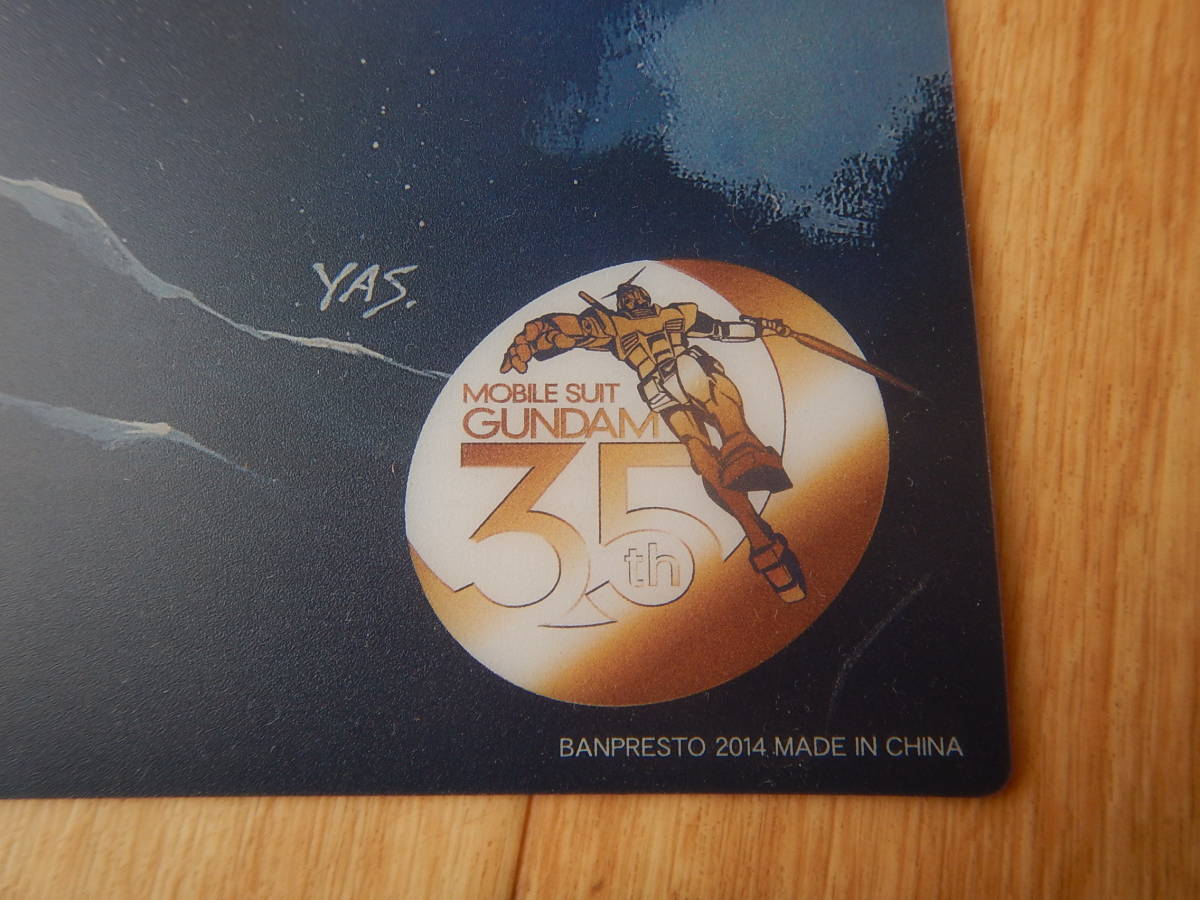 YAS.
MOBILE SUIT
GUNDAM
35th
BANPRESTO 2014 MADE IN CHINA